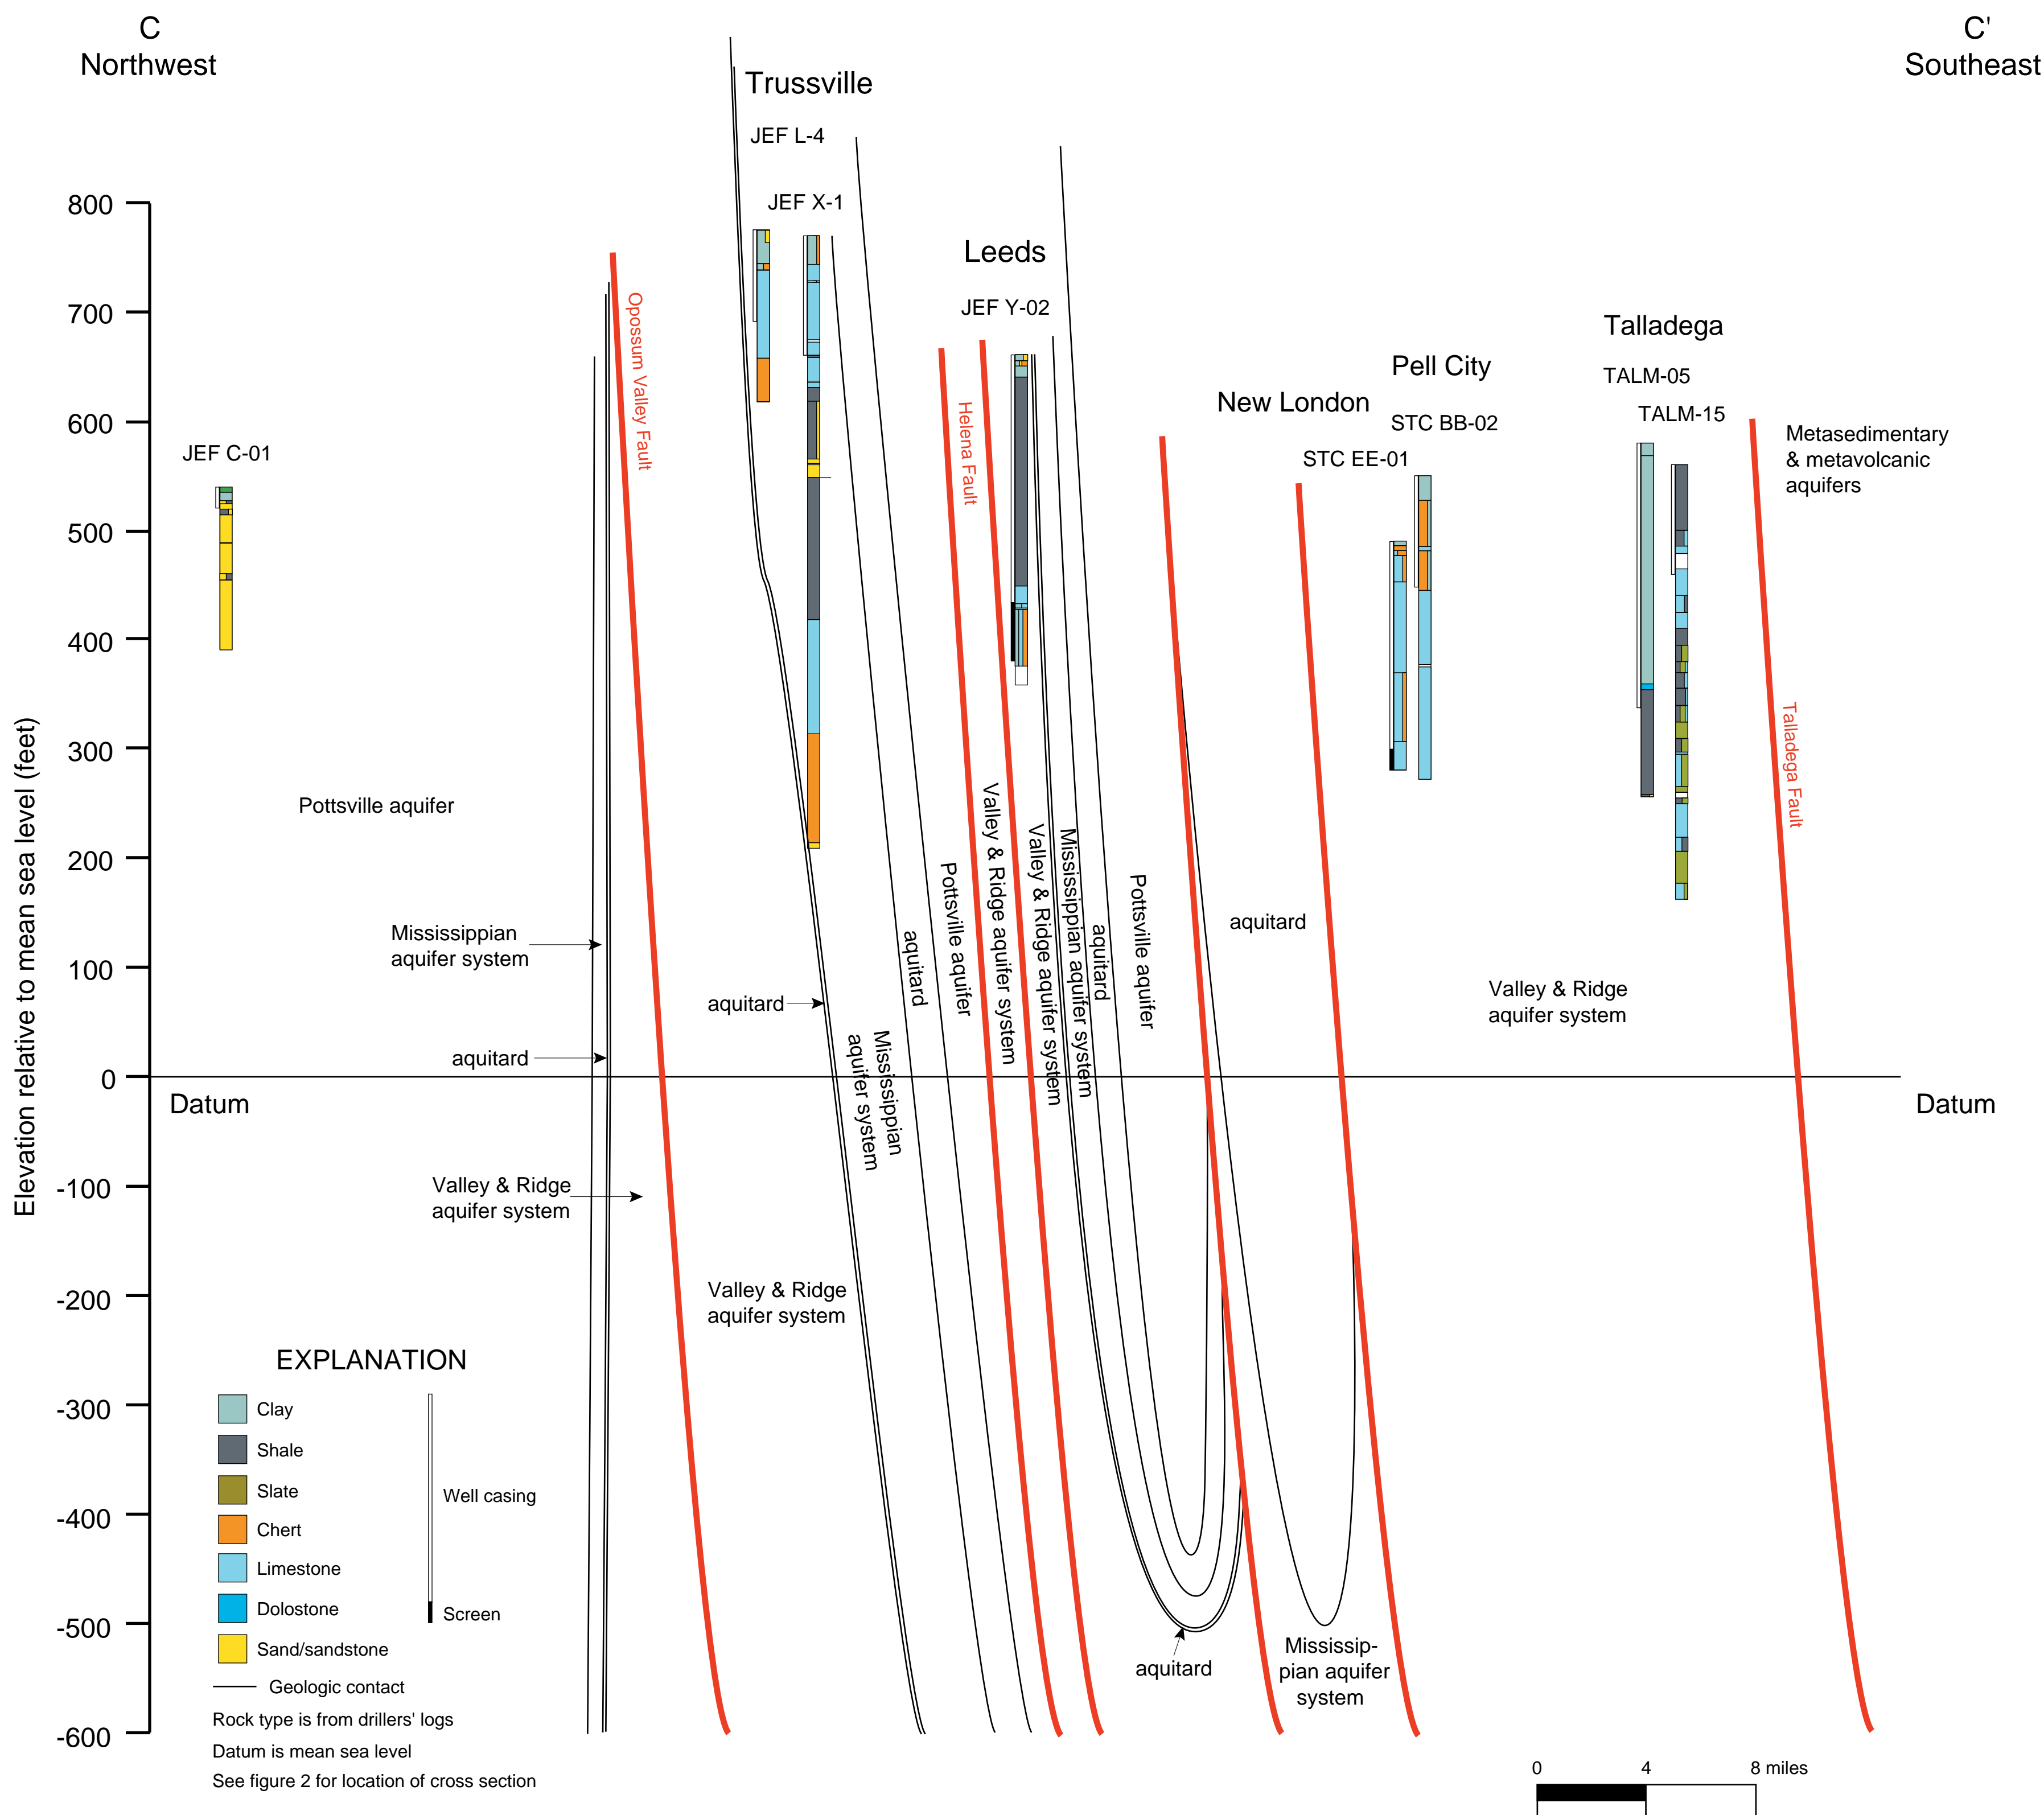 C
Northwest
C'
Southeast
Trussville
JEF L-4
JEF X-1
Leeds
JEF Y-02
Talladega
TALM-05
TALM-15
Pell City
STC BB-02
New London
STC EE-01
JEF C-01
Metasedimentary
& metavolcanic
aquifers
Opossum Valley Fault
Helena Fault
Talladega Fault
Elevation relative to mean sea level (feet)
800
700
600
500
400
300
200
100
0
-100
-200
-300
-400
-500
-600
Pottsville aquifer
Mississippian
aquifer system
aquitard
Valley & Ridge
aquifer system
aquitard
Valley & Ridge
aquifer system
Mississippian
aquifer system
aquitard
Pottsville aquifer
Valley & Ridge aquifer system
Valley & Ridge aquifer system
Mississippian aquifer system
aquitard
Pottsville aquifer
aquitard
Valley & Ridge
aquifer system
Datum
Datum
aquitard
Mississip-
pian aquifer
system
EXPLANATION
Clay
Shale
Slate
Chert
Limestone
Dolostone
Sand/sandstone
Geologic contact
Well casing
Screen
Rock type is from drillers' logs
Datum is mean sea level
See figure 2 for location of cross section
0 4 8 miles